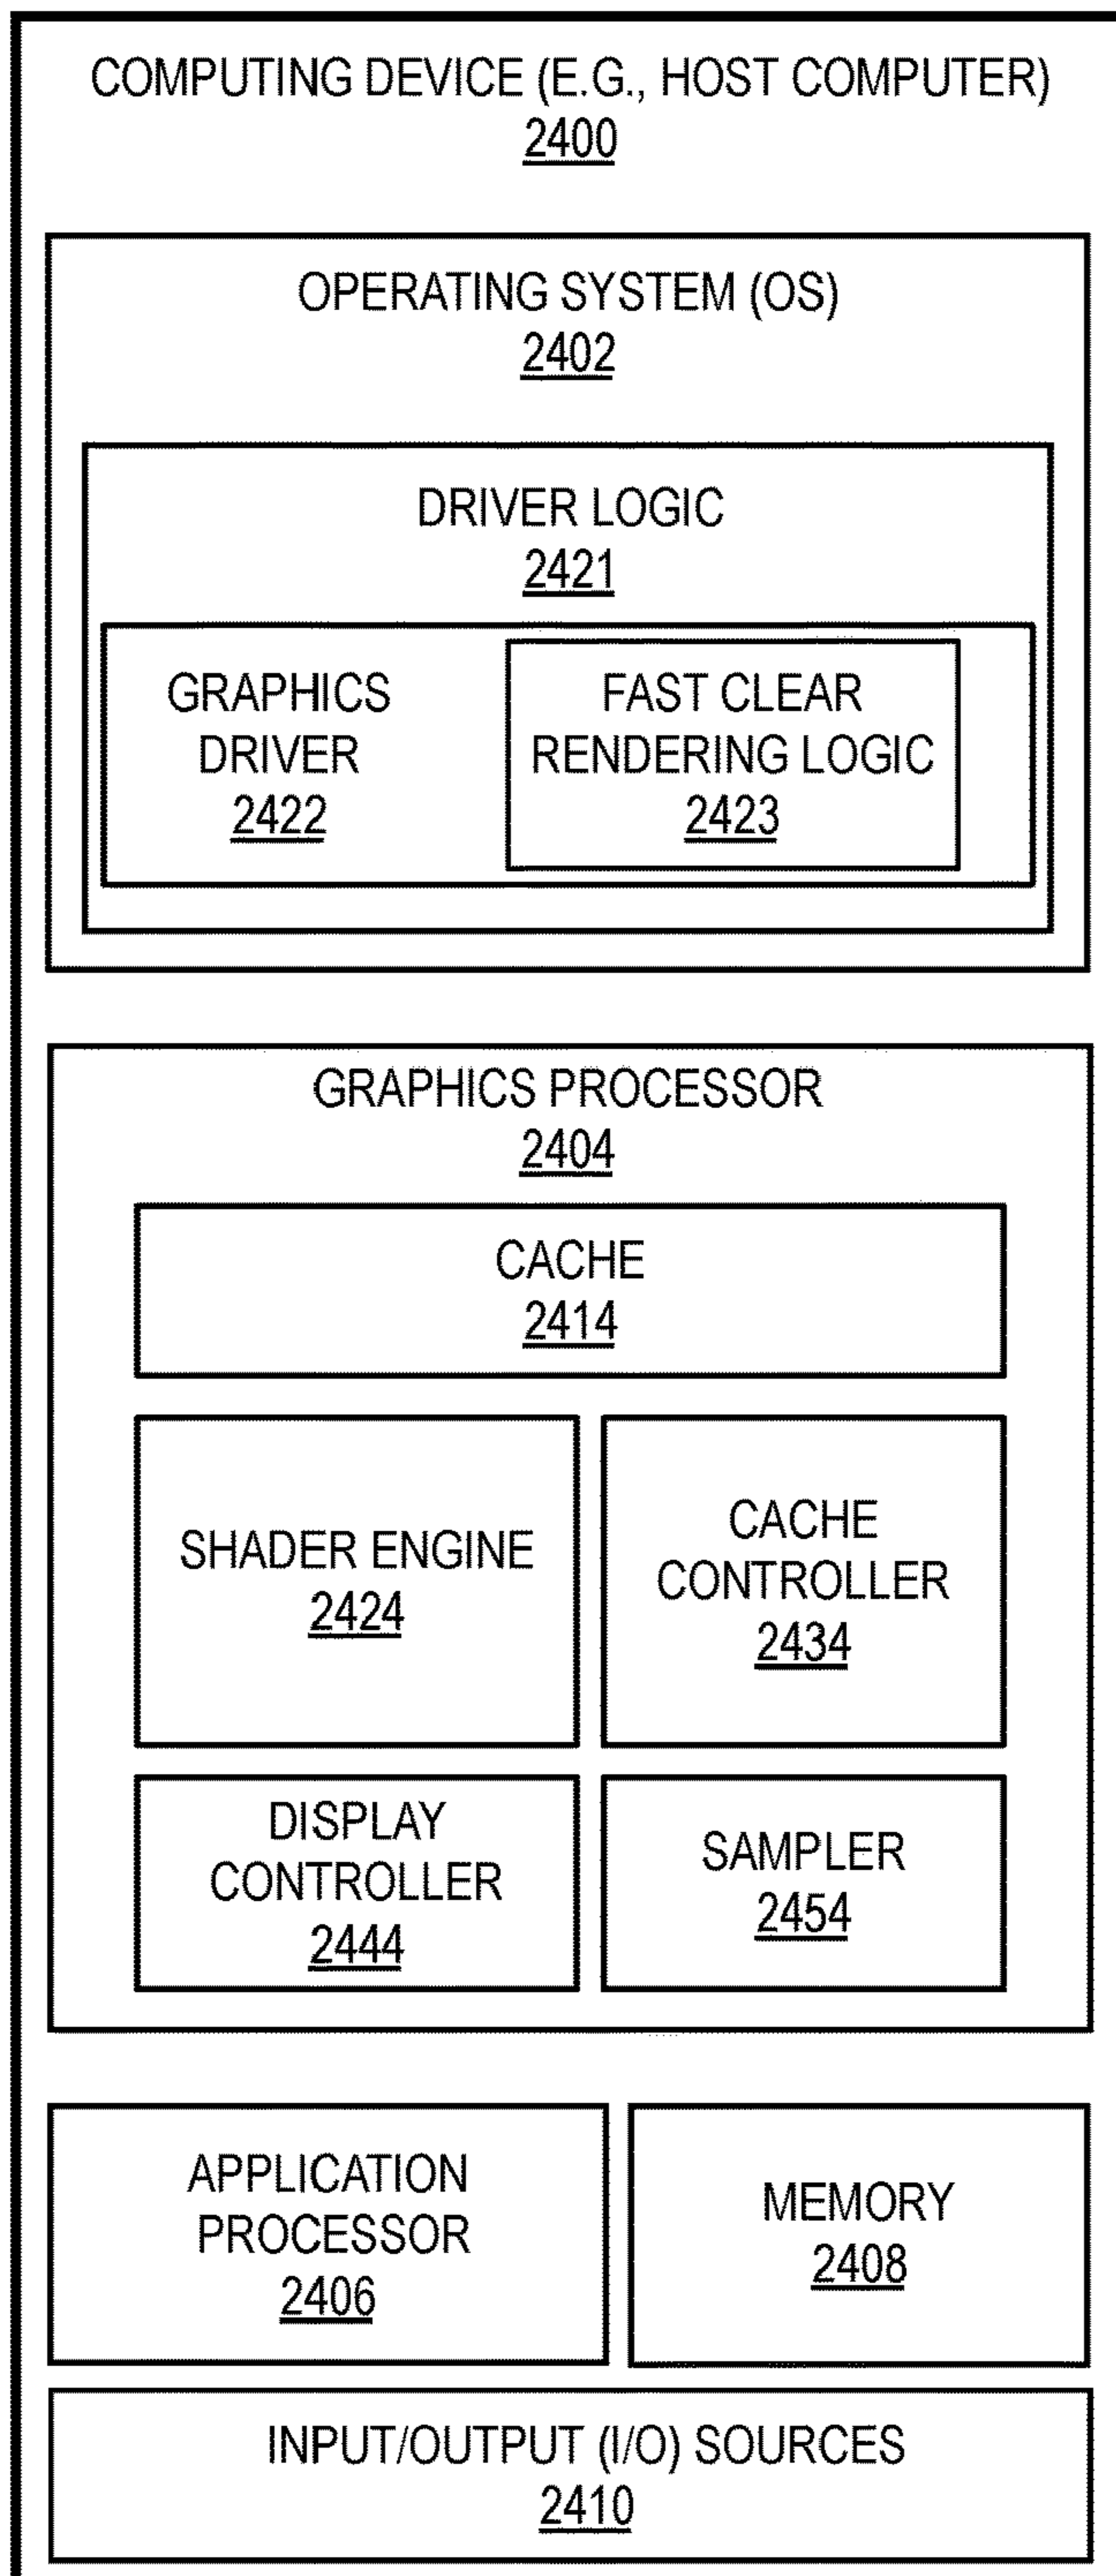 COMPUTING DEVICE (E.G., HOST COMPUTER)
2400
OPERATING SYSTEM (OS)
2402
DRIVER LOGIC
2421
GRAPHICS
DRIVER
2422
FAST CLEAR
RENDERING LOGIC
2423
GRAPHICS PROCESSOR
2404
CACHE
2414
SHADER ENGINE
2424
CACHE
CONTROLLER
2434
DISPLAY
CONTROLLER
2444
SAMPLER
2454
APPLICATION
PROCESSOR
2406
MEMORY
2408
INPUT/OUTPUT (I/O) SOURCES
2410